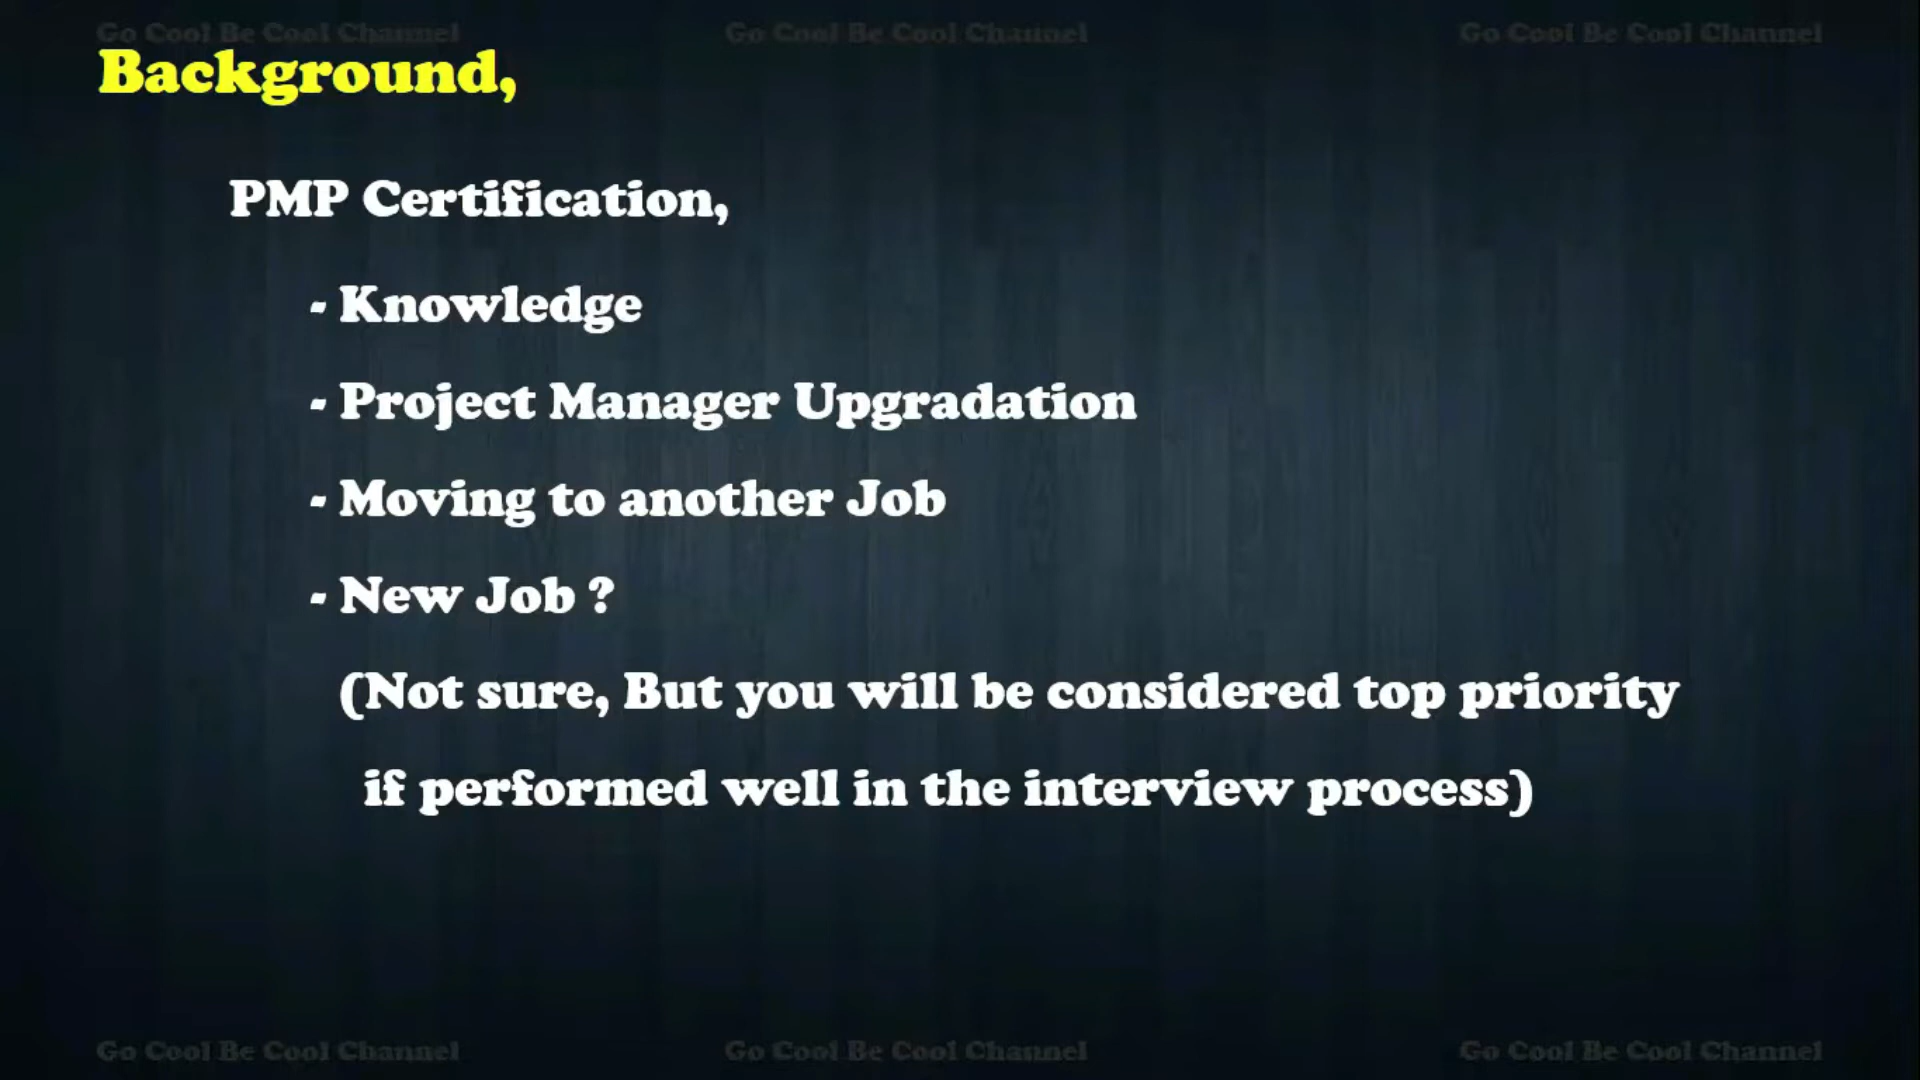 Go Cool Be Cool Channel Go Cool Be Cool Channel Go Cool Be Cool Channel
Background,
PMP Certification,
- Knowledge
- Project Manager Upgradation
- Moving to another Job
- New Job ?
(Not sure, But you will be considered top priority
if performed well in the interview process)
Go Cool Be Cool Channel Go Cool Be Cool Channel Go Cool Be Cool Channel